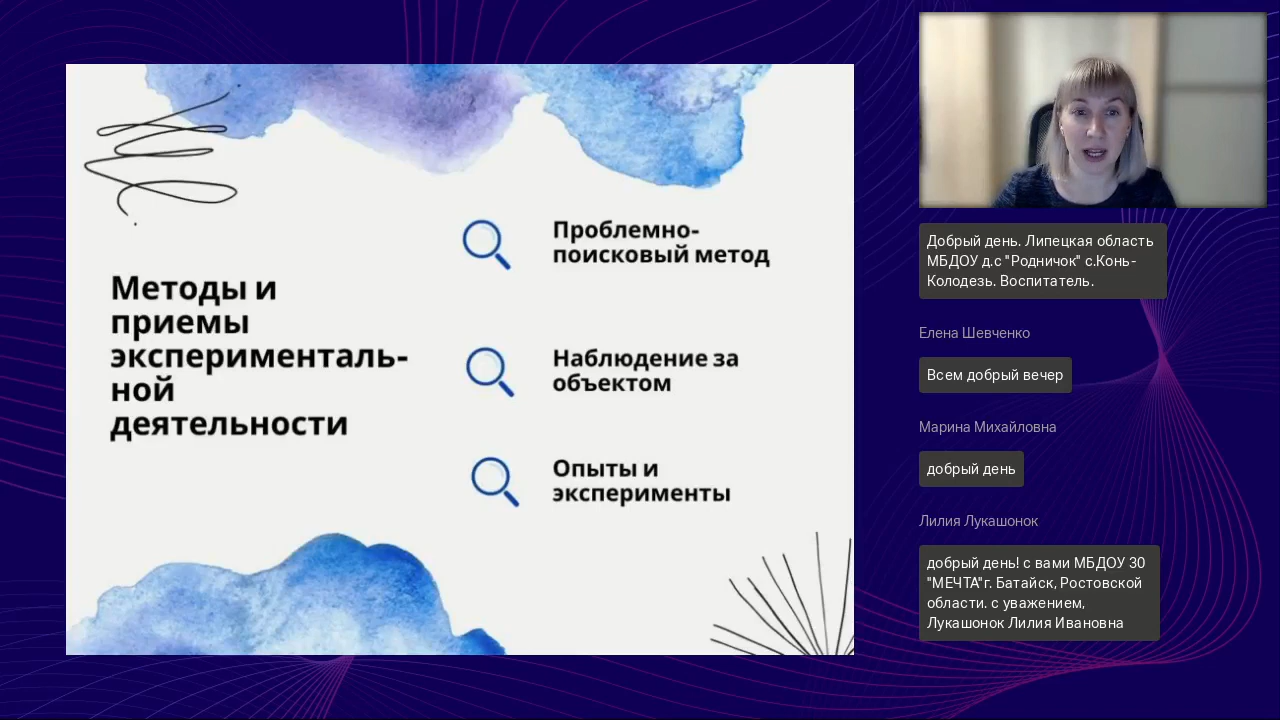 Методы и
приемы
эксперименталь-
ной
деятельности
Проблемно-
поисковый метод
Наблюдение за
объектом
Опыты и
эксперименты
Добрый день. Липецкая область
МБДОУ д.с "Родничок" с.Конь-
Колодезь. Воспитатель.
Елена Шевченко
Всем добрый вечер
Марина Михайловна
добрый день
Лилия Лукашонок
добрый день! с вами МБДОУ 30
"МЕЧТА"г. Батайск, Ростовской
области. с уважением,
Лукашонок Лилия Ивановна